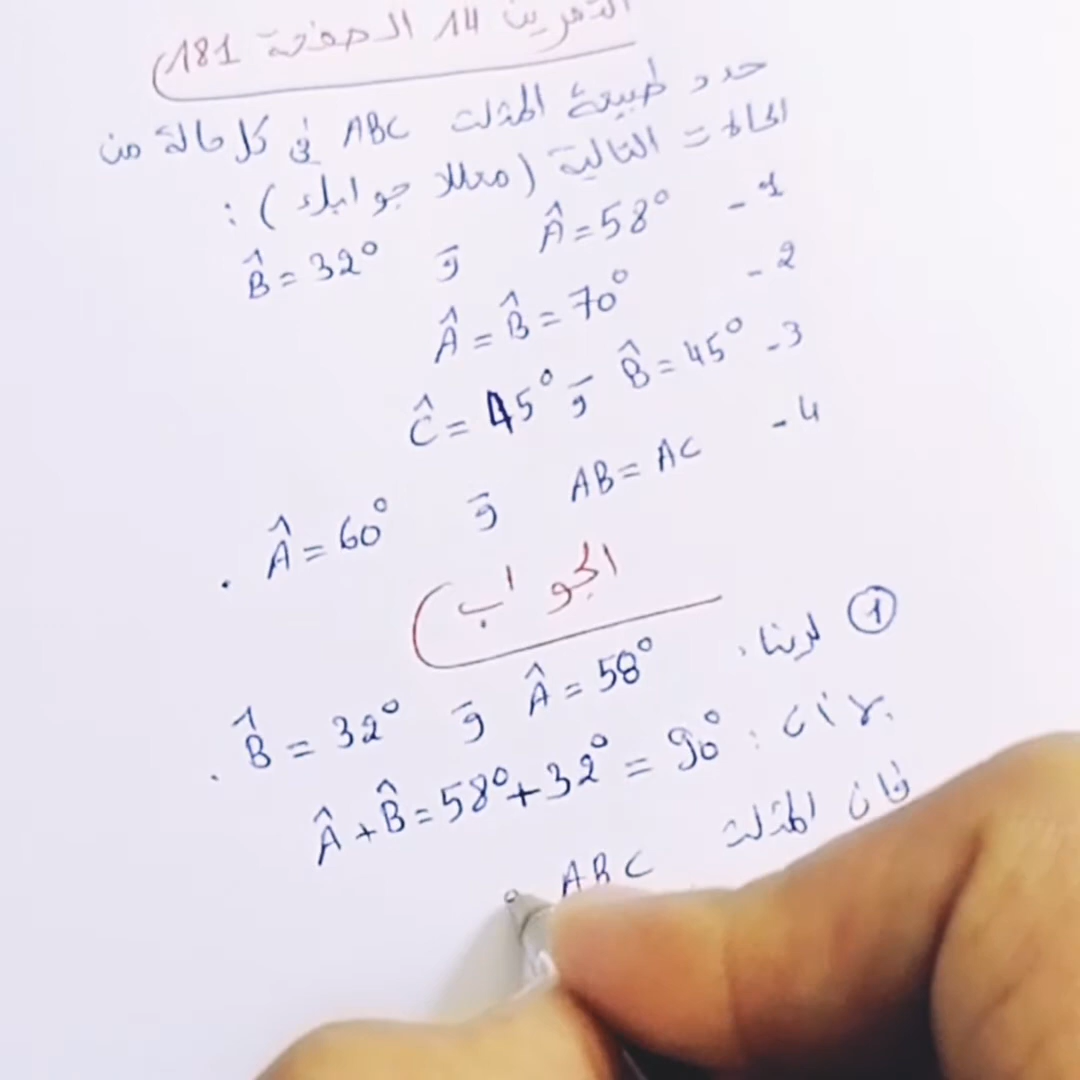 التمرين 14 الصفحة 181
حدد طبيعة المثلث ABC في كل حالة من
الحالات التالية (معللا جوابك) :
1 - Â = 58° و B̂ = 32°
2 - Â = B̂ = 70°
3 - B̂ = 45° و Ĉ = 45°
4 - AB = AC و Â = 60° .
الجواب
① لدينا . Â = 58° و B̂ = 32° .
بما أن : Â + B̂ = 58° + 32° = 90°
فإن المثلث ABC